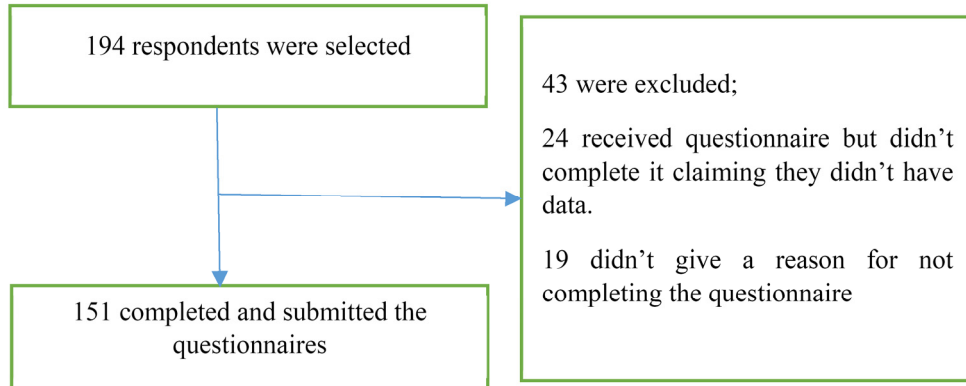 194 respondents were selected
43 were excluded;
24 received questionnaire but didn’t
complete it claiming they didn’t have
data.
19 didn’t give a reason for not
completing the questionnaire
151 completed and submitted the
questionnaires